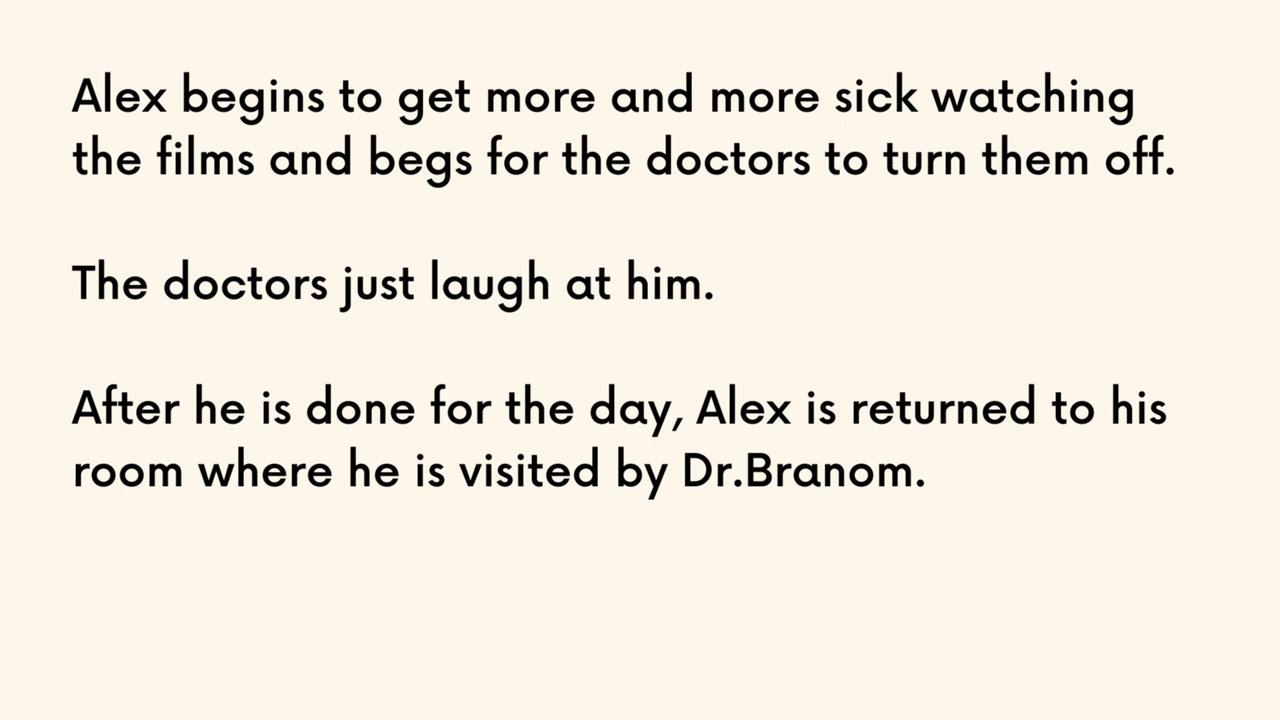 Alex begins to get more and more sick watching
the films and begs for the doctors to turn them off.
The doctors just laugh at him.
After he is done for the day, Alex is returned to his
room where he is visited by Dr.Branom.